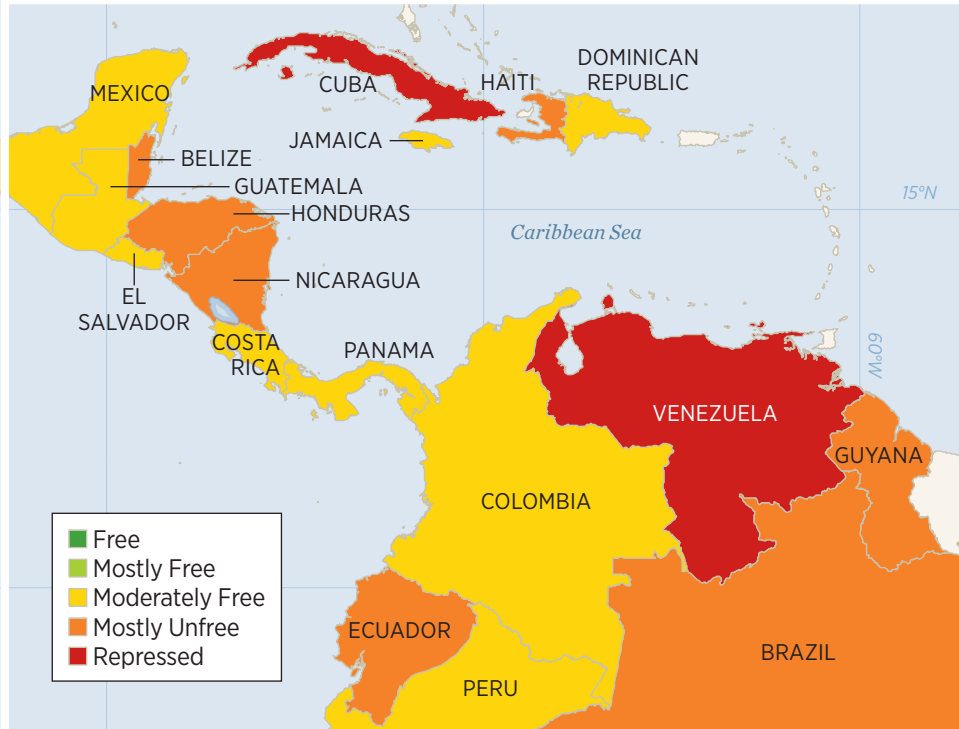 DOMINICAN
REPUBLIC
CUBA
HAITI
MEXICO
JAMAICA
BELIZE
GUATEMALA
15°N
HONDURAS
Caribbean Sea
NICARAGUA
EL
SALVADOR
COSTA
RICA
PANAMA
60°W
VENEZUELA
GUYANA
COLOMBIA
Free
Mostly Free
Moderately Free
Mostly Unfree
Repressed
ECUADOR
BRAZIL
PERU